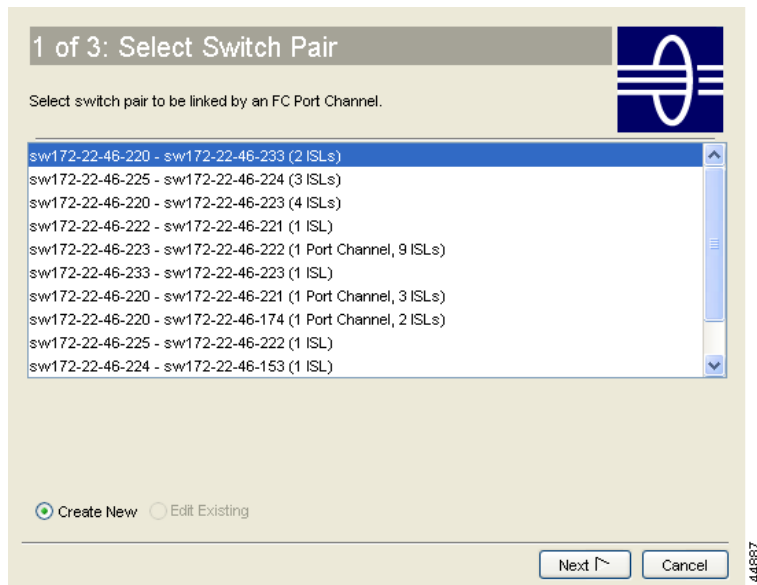 1 of 3: Select Switch Pair
Select switch pair to be linked by an FC Port Channel.
sw172-22-46-220 - sw172-22-46-233 (2 ISLs)
sw172-22-46-225 - sw172-22-46-224 (3 ISLs)
sw172-22-46-220 - sw172-22-46-223 (4 ISLs)
sw172-22-46-222 - sw172-22-46-221 (1 ISL)
sw172-22-46-223 - sw172-22-46-222 (1 Port Channel, 9 ISLs)
sw172-22-46-233 - sw172-22-46-223 (1 ISL)
sw172-22-46-220 - sw172-22-46-221 (1 Port Channel, 3 ISLs)
sw172-22-46-220 - sw172-22-46-174 (1 Port Channel, 2 ISLs)
sw172-22-46-225 - sw172-22-46-222 (1 ISL)
sw172-22-46-224 - sw172-22-46-153 (1 ISL)
Create New Edit Existing
Next Cancel
44887